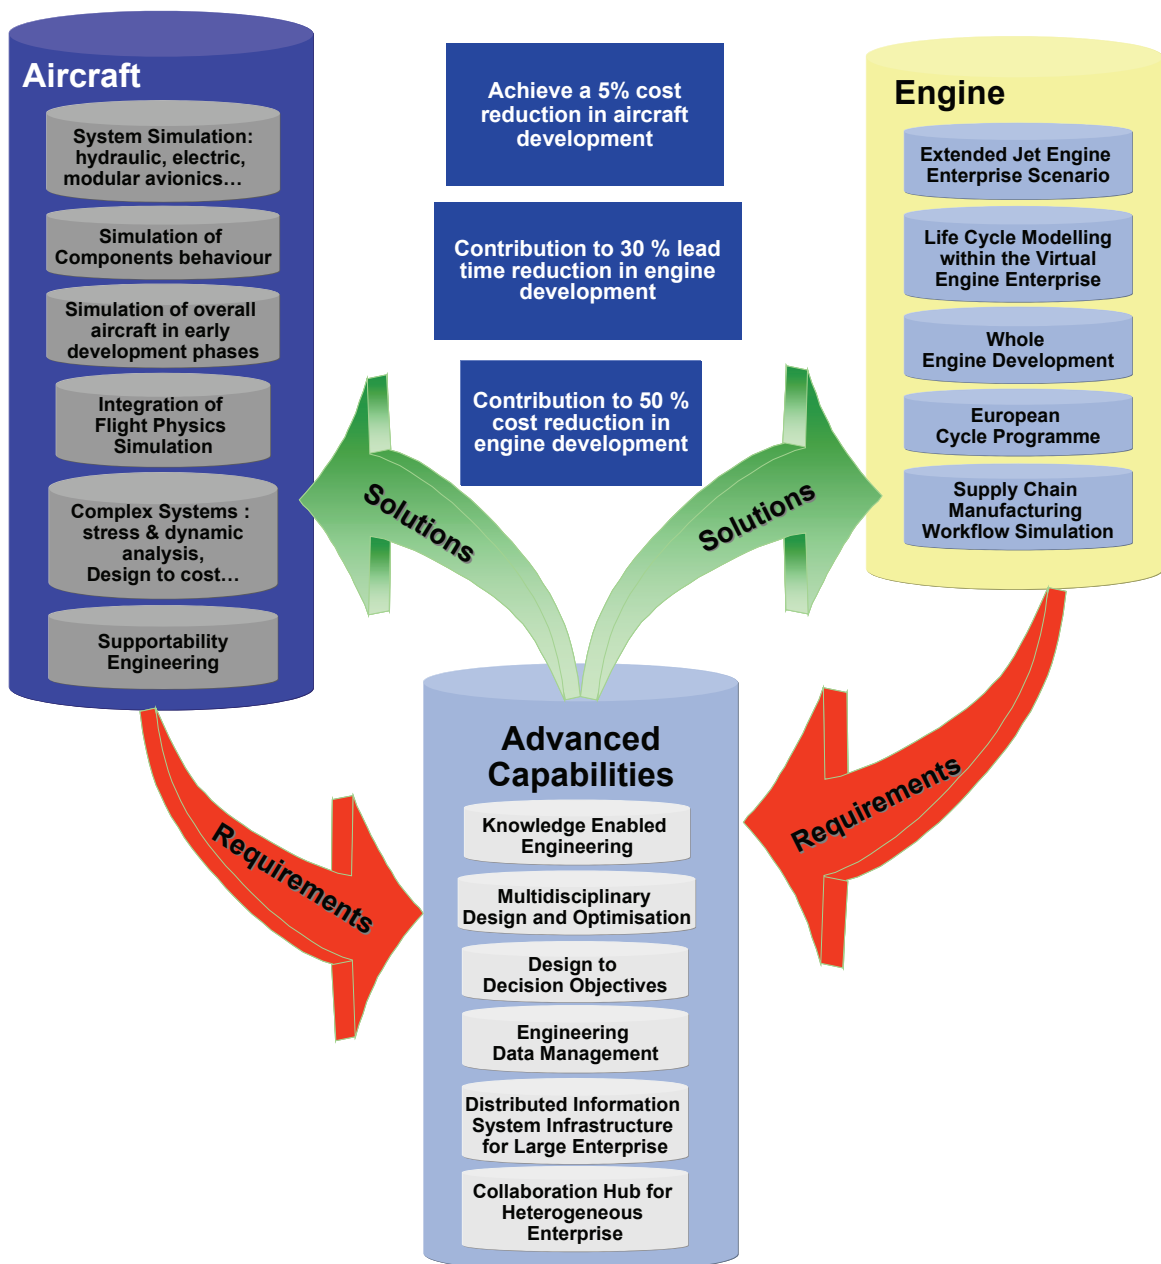 Aircraft
System Simulation:
hydraulic, electric,
modular avionics…
Simulation of
Components behaviour
Simulation of overall
aircraft in early
development phases
Integration of
Flight Physics
Simulation
Complex Systems :
stress & dynamic
analysis,
Design to cost…
Supportability
Engineering
Achieve a 5% cost
reduction in aircraft
development
Contribution to 30 % lead
time reduction in engine
development
Contribution to 50 %
cost reduction in
engine development
Engine
Extended Jet Engine
Enterprise Scenario
Life Cycle Modelling
within the Virtual
Engine Enterprise
Whole
Engine Development
European
Cycle Programme
Supply Chain
Manufacturing
Workflow Simulation
Solutions
Solutions
Requirements
Requirements
Advanced
Capabilities
Knowledge Enabled
Engineering
Multidisciplinary
Design and Optimisation
Design to
Decision Objectives
Engineering
Data Management
Distributed Information
System Infrastructure
for Large Enterprise
Collaboration Hub for
Heterogeneous
Enterprise